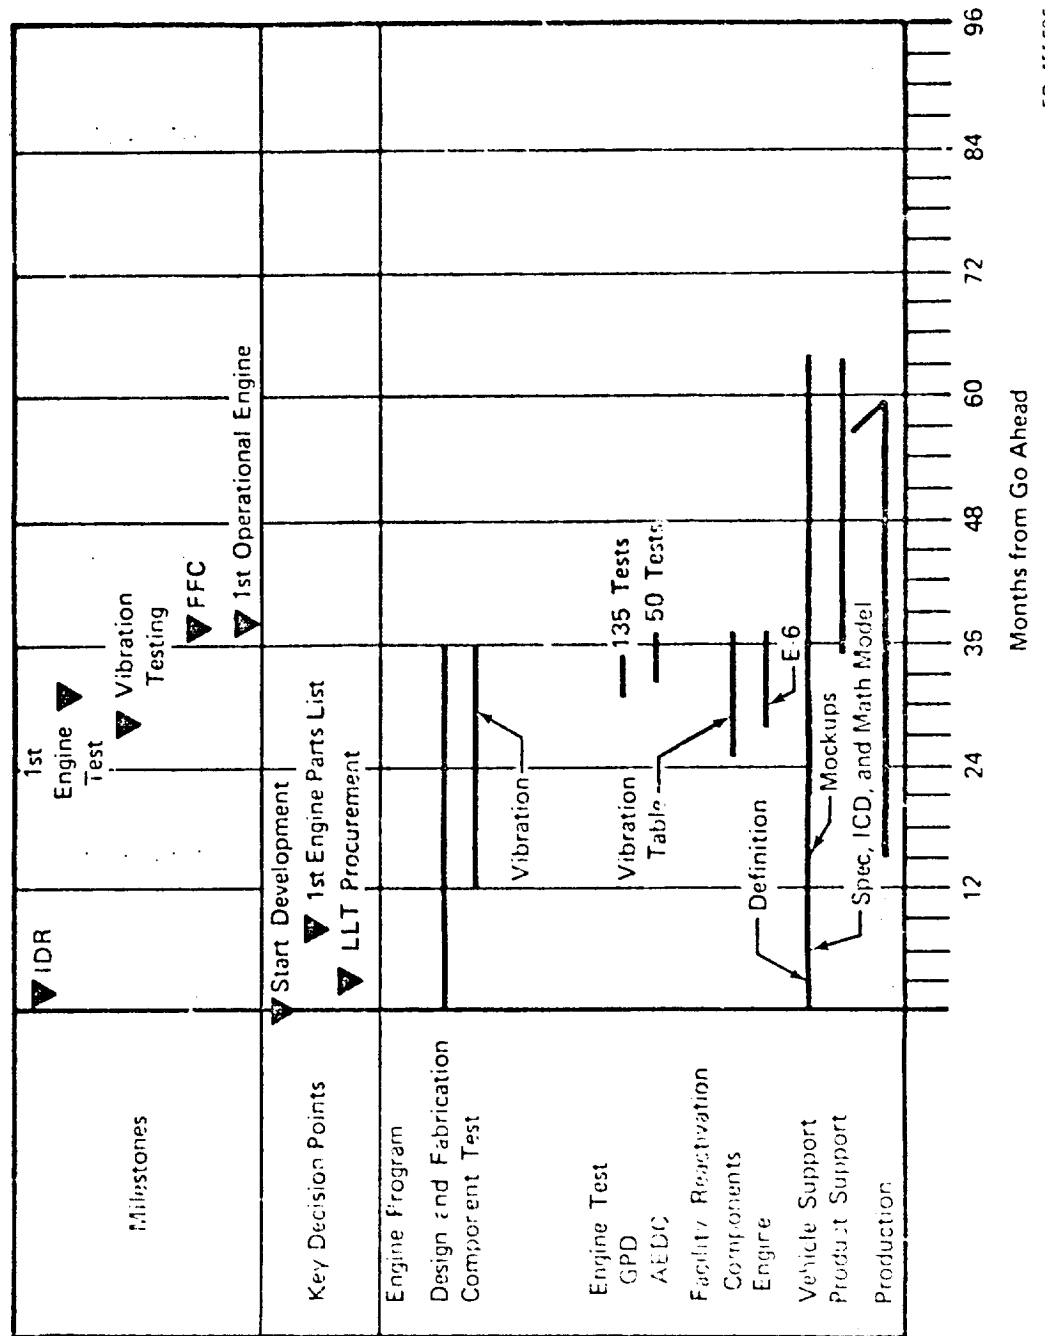 Milestones
IDR
1st
Engine
Test
Vibration
Testing
FFC
1st Operational Engine
Key Decision Points
Start Development
1st Engine Parts List
LLT Procurement
Engine Program
Design and Fabrication
Component Test
Vibration
Engine Test
GPD
135 Tests
AEDC
50 Tests
Facility Reactivation
Components
Vibration
Table
Engine
E-6
Vehicle Support
Definition
Mockups
Spec, ICD, and Math Model
Product Support
Production
12
24
36
48
60
72
84
96
Months from Go Ahead